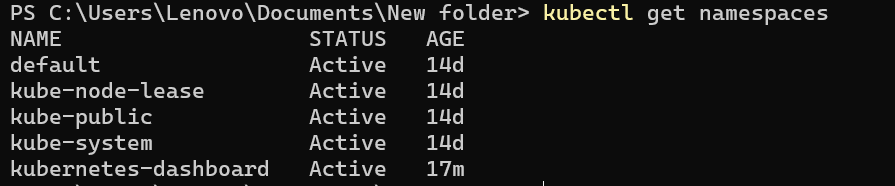 PS C:\Users\Lenovo\Documents\New folder> kubectl get namespaces
NAME STATUS AGE
default Active 14d
kube-node-lease Active 14d
kube-public Active 14d
kube-system Active 14d
kubernetes-dashboard Active 17m